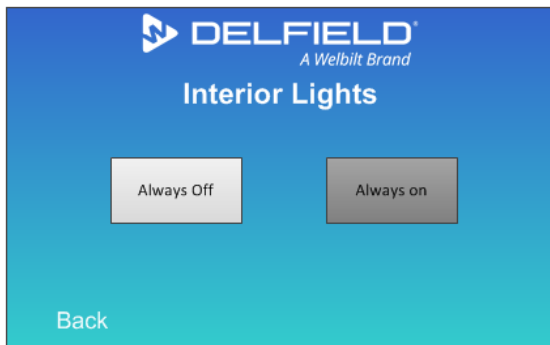 DELFIELD®
A Welbilt Brand
Interior Lights
Always Off
Always on
Back